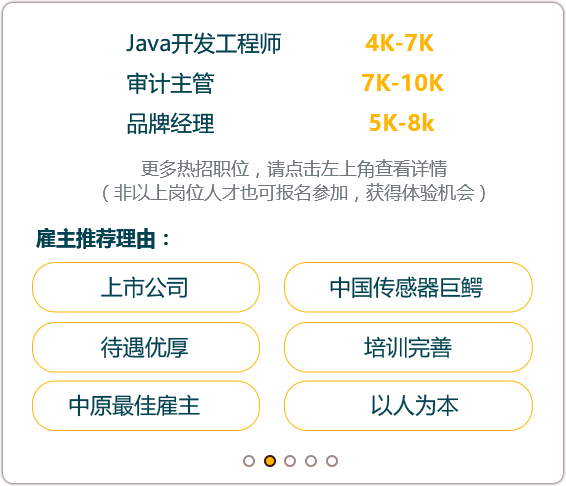 Java开发工程师 4K-7K
审计主管 7K-10K
品牌经理 5K-8k
更多热招职位，请点击左上角查看详情
（非以上岗位人才也可报名参加，获得体验机会）
雇主推荐理由：
上市公司 中国传感器巨鳄
待遇优厚 培训完善
中原最佳雇主 以人为本